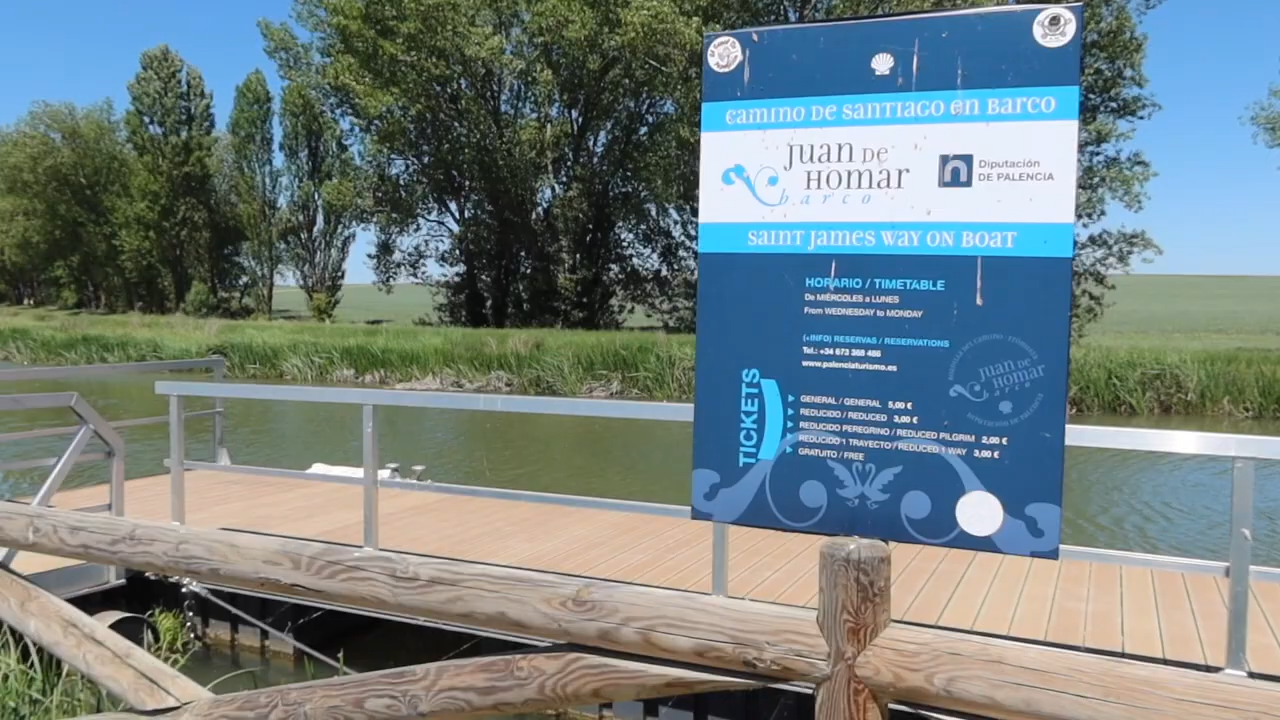 CAMINO DE SANTIAGO EN BARCO
JUAN DE HOMAR
barco
Diputación
DE PALENCIA
SAINT JAMES WAY ON BOAT
HORARIO / TIMETABLE
De MIÉRCOLES a LUNES
From WEDNESDAY to MONDAY
(+INFO) RESERVAS / RESERVATIONS
Tel.: +34 673 368 486
www.palenciaturismo.es
JUAN DE HOMAR
barco
TICKETS
GENERAL / GENERAL 5,00 €
REDUCIDO / REDUCED 3,00 €
REDUCIDO PEREGRINO / REDUCED PILGRIM 2,00 €
REDUCIDO 1 TRAYECTO / REDUCED 1 WAY 3,00 €
GRATUITO / FREE